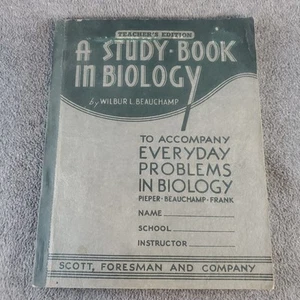 TEACHER'S EDITION
A STUDY·BOOK
IN BIOLOGY
by WILBUR L. BEAUCHAMP
TO ACCOMPANY
EVERYDAY
PROBLEMS
IN BIOLOGY
PIEPER·BEAUCHAMP·FRANK
NAME
SCHOOL
INSTRUCTOR
SCOTT, FORESMAN AND COMPANY